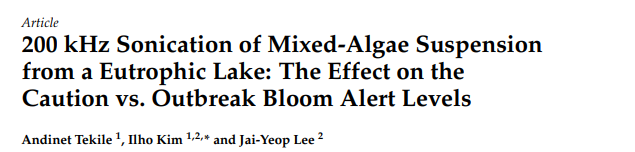 Article
200 kHz Sonication of Mixed-Algae Suspension
from a Eutrophic Lake: The Effect on the
Caution vs. Outbreak Bloom Alert Levels
Andinet Tekile 1, Ilho Kim 1,2,* and Jai-Yeop Lee 2